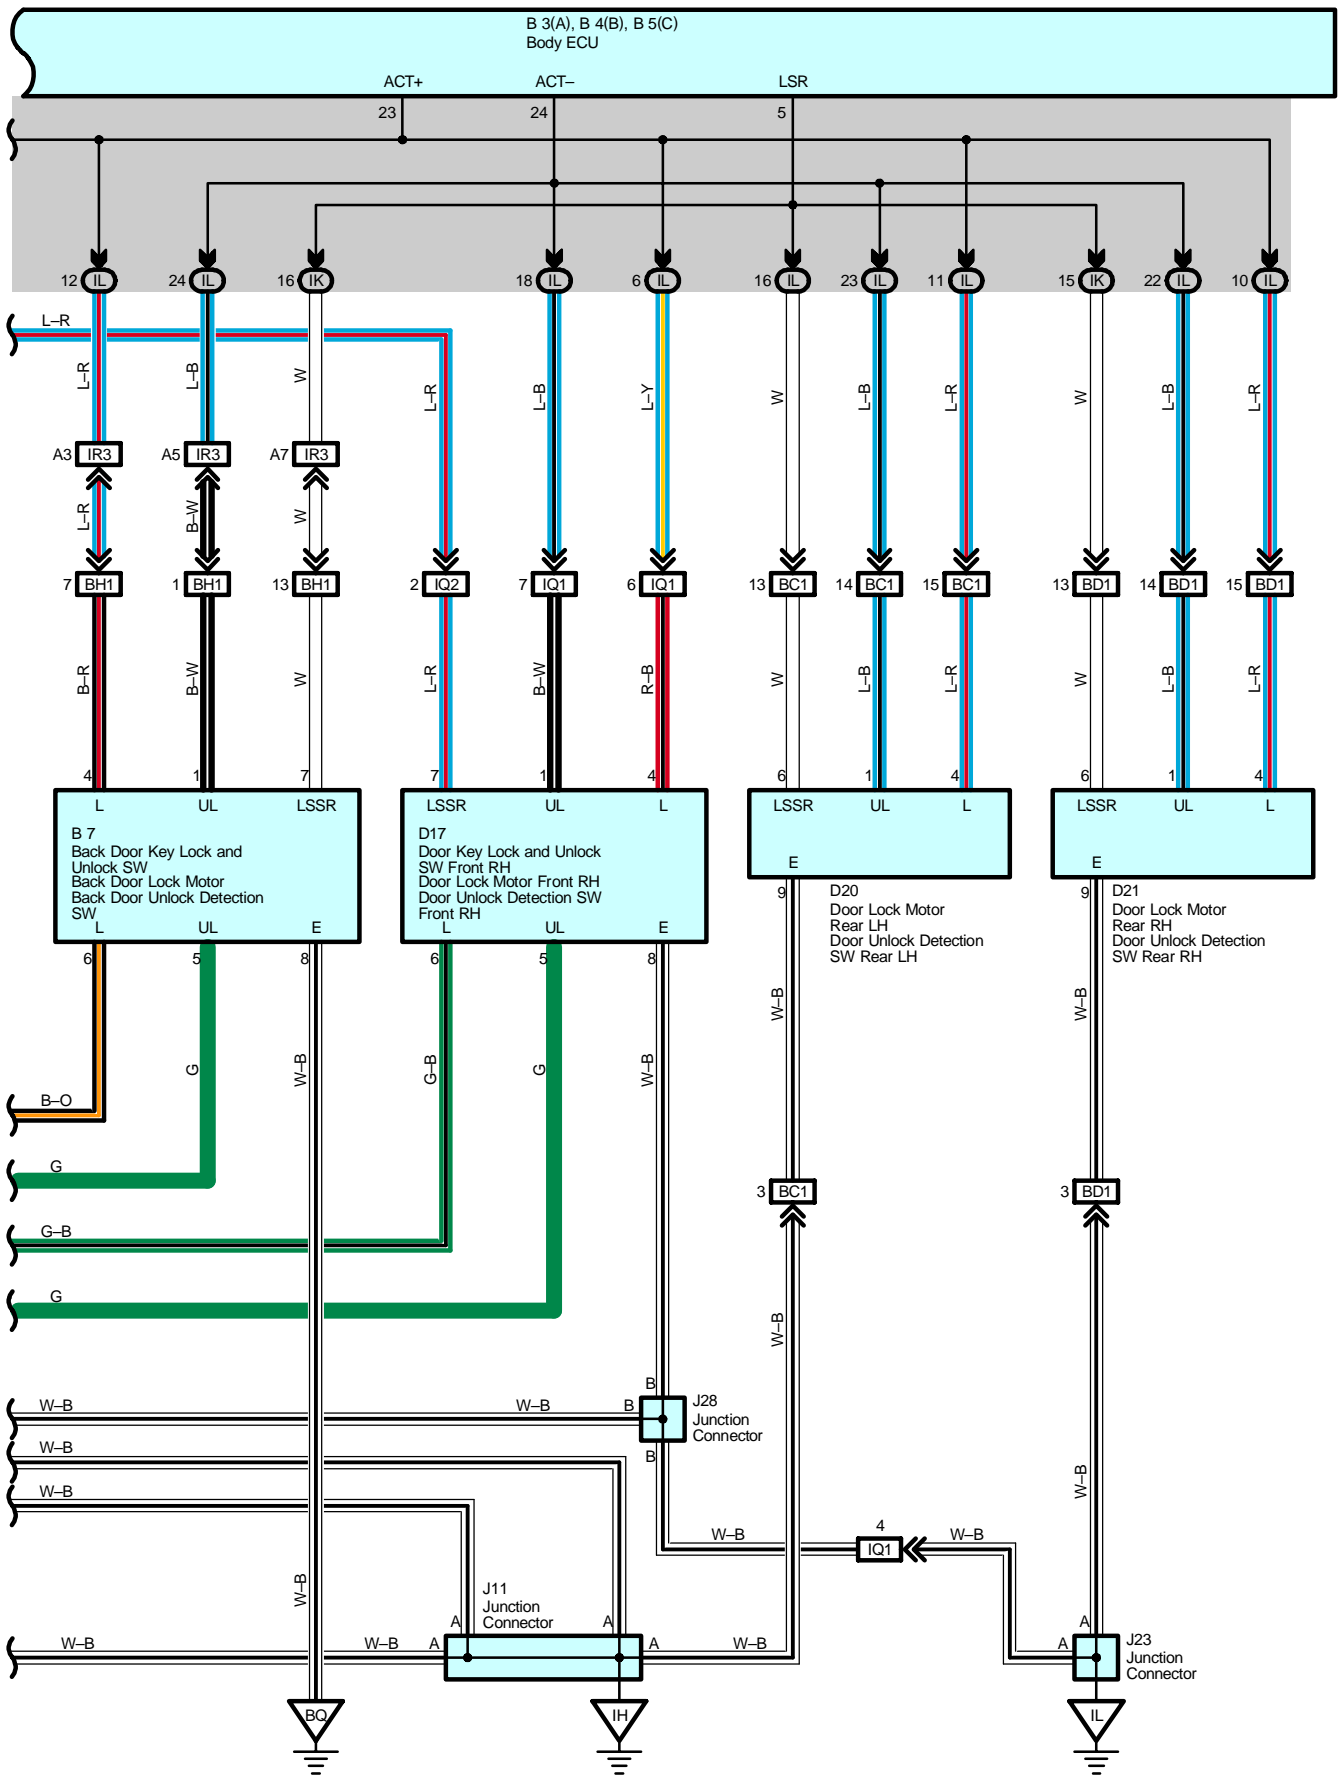 B 3(A), B 4(B), B 5(C)
Body ECU
ACT+ ACT– LSR
23 24 5
12 IL 24 IL 16 IK 18 IL 6 IL 16 IL 23 IL 11 IL 15 IK 22 IL 10 IL
L–R
L–R L–B W L–R L–B L–Y W L–B L–R W L–B L–R
A3 IR3 A5 IR3 A7 IR3
L–R B–W W
7 BH1 1 BH1 13 BH1 2 IQ2 7 IQ1 6 IQ1 13 BC1 14 BC1 15 BC1 13 BD1 14 BD1 15 BD1
B–R B–W W L–R B–W R–B W L–B L–R W L–B L–R
4 1 7 7 1 4 6 1 4 6 1 4
L UL LSSR LSSR UL L LSSR UL L LSSR UL L
B 7
Back Door Key Lock and
Unlock SW
Back Door Lock Motor
Back Door Unlock Detection
SW
L UL E
6 5 8
D17
Door Key Lock and Unlock
SW Front RH
Door Lock Motor Front RH
Door Unlock Detection SW
Front RH
L UL E
6 5 8
E
9
D20
Door Lock Motor
Rear LH
Door Unlock Detection
SW Rear LH
E
9
D21
Door Lock Motor
Rear RH
Door Unlock Detection
SW Rear RH
W–B W–B
G W–B G–B G W–B
B–O
G
3 BC1 3 BD1
G–B
G
W–B
B
W–B W–B B
J28
Junction
Connector
W–B
B
W–B
W–B
W–B 4 IQ1 W–B
W–B
J11
Junction
Connector
A A A
W–B W–B A A W–B A
J23
Junction
Connector
BQ IH IL